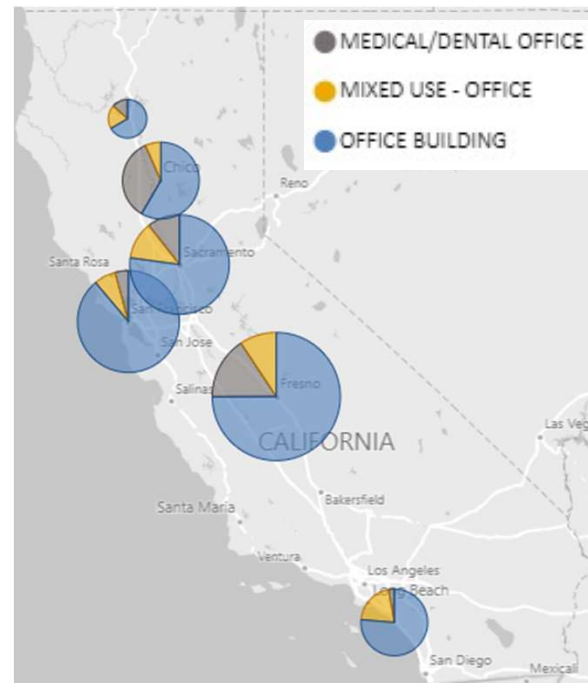 MEDICAL/DENTAL OFFICE
MIXED USE - OFFICE
OFFICE BUILDING
Chico
Reno
Sacramento
Santa Rosa
San Francisco
San Jose
Salinas
Fresno
Las Veg
CALIFORNIA
Bakersfield
Santa Maria
Ventura
Los Angeles
Long Beach
San Diego
Mexicali